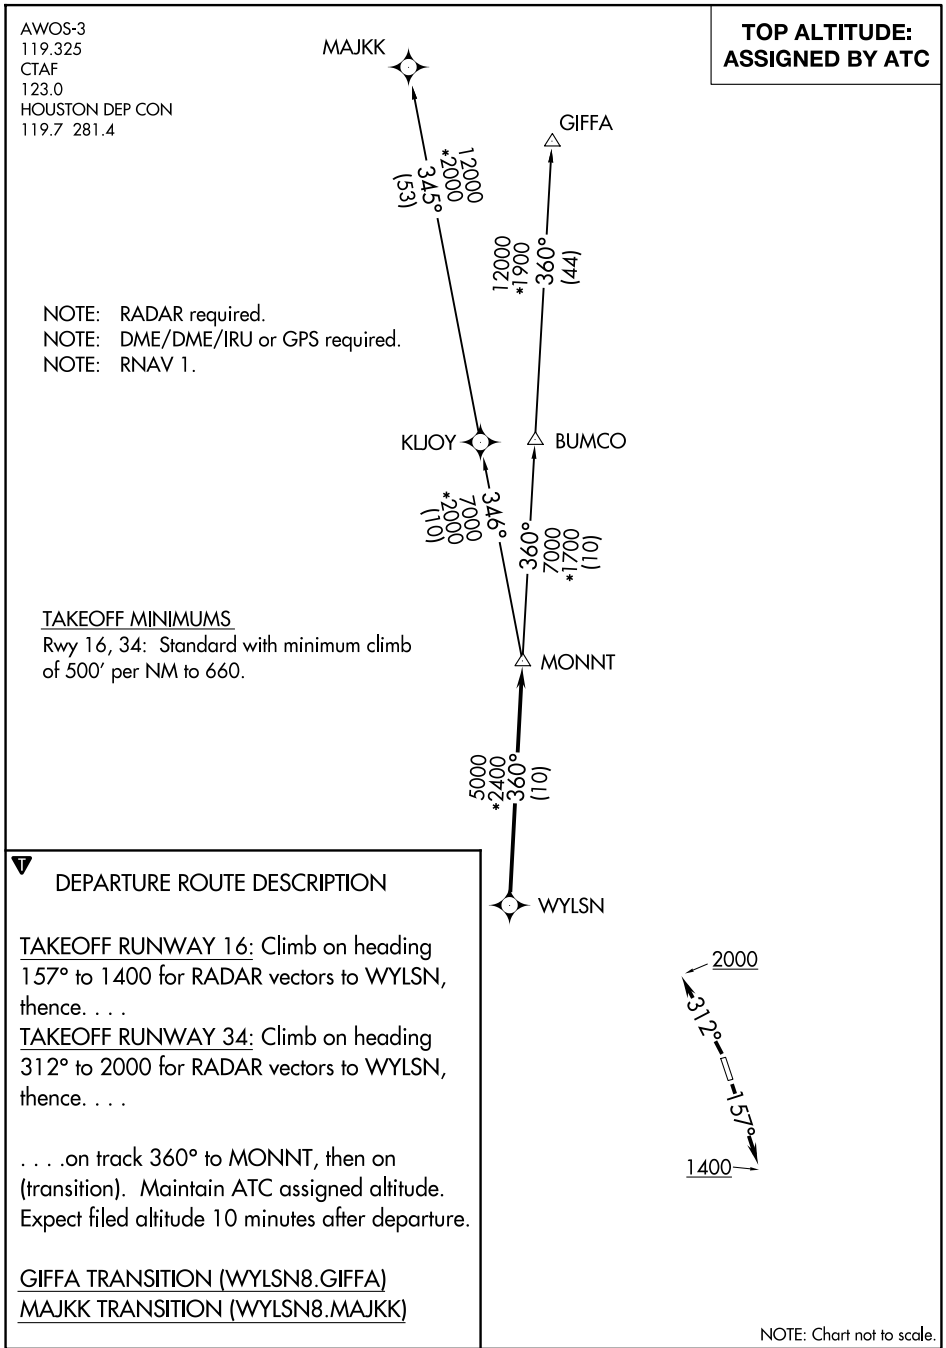 AWOS-3
119.325
CTAF
123.0
HOUSTON DEP CON
119.7 281.4
TOP ALTITUDE:
ASSIGNED BY ATC
MAJKK
GIFFA
12000
*2000
345°
(53)
12000
*1900
360°
(44)
NOTE: RADAR required.
NOTE: DME/DME/IRU or GPS required.
NOTE: RNAV 1.
KLJOY
BUMCO
346°
7000
*2000
(10)
360°
7000
*1700
(10)
TAKEOFF MINIMUMS
Rwy 16, 34: Standard with minimum climb
of 500' per NM to 660.
MONNT
5000
*2400
360°
(10)
WYLSN
T
DEPARTURE ROUTE DESCRIPTION
TAKEOFF RUNWAY 16: Climb on heading
157° to 1400 for RADAR vectors to WYLSN,
thence. . . .
TAKEOFF RUNWAY 34: Climb on heading
312° to 2000 for RADAR vectors to WYLSN,
thence. . . .
. . . .on track 360° to MONNT, then on
(transition). Maintain ATC assigned altitude.
Expect filed altitude 10 minutes after departure.
GIFFA TRANSITION (WYLSN8.GIFFA)
MAJKK TRANSITION (WYLSN8.MAJKK)
2000
312°
157°
1400
NOTE: Chart not to scale.